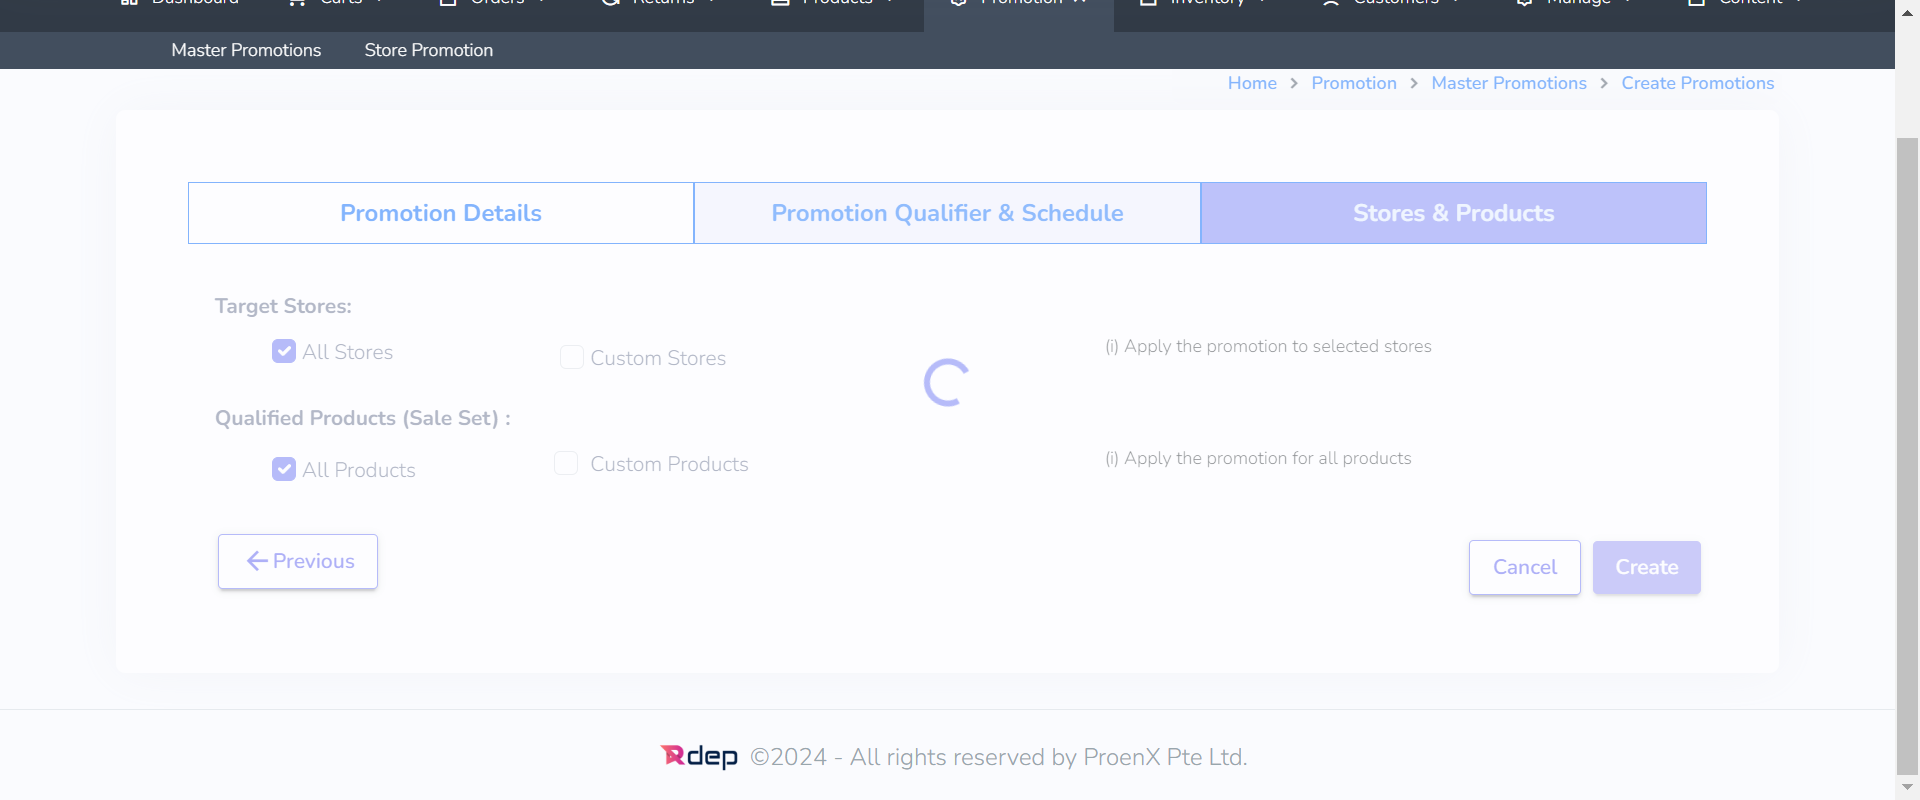 Dashboard Carts Orders Returns Products Promotion Inventory Customers Manage Content
Master Promotions Store Promotion
Home > Promotion > Master Promotions > Create Promotions
Promotion Details Promotion Qualifier & Schedule Stores & Products
Target Stores:
All Stores Custom Stores (i) Apply the promotion to selected stores
Qualified Products (Sale Set) :
All Products Custom Products (i) Apply the promotion for all products
Previous Cancel Create
Rdep ©2024 - All rights reserved by ProenX Pte Ltd.